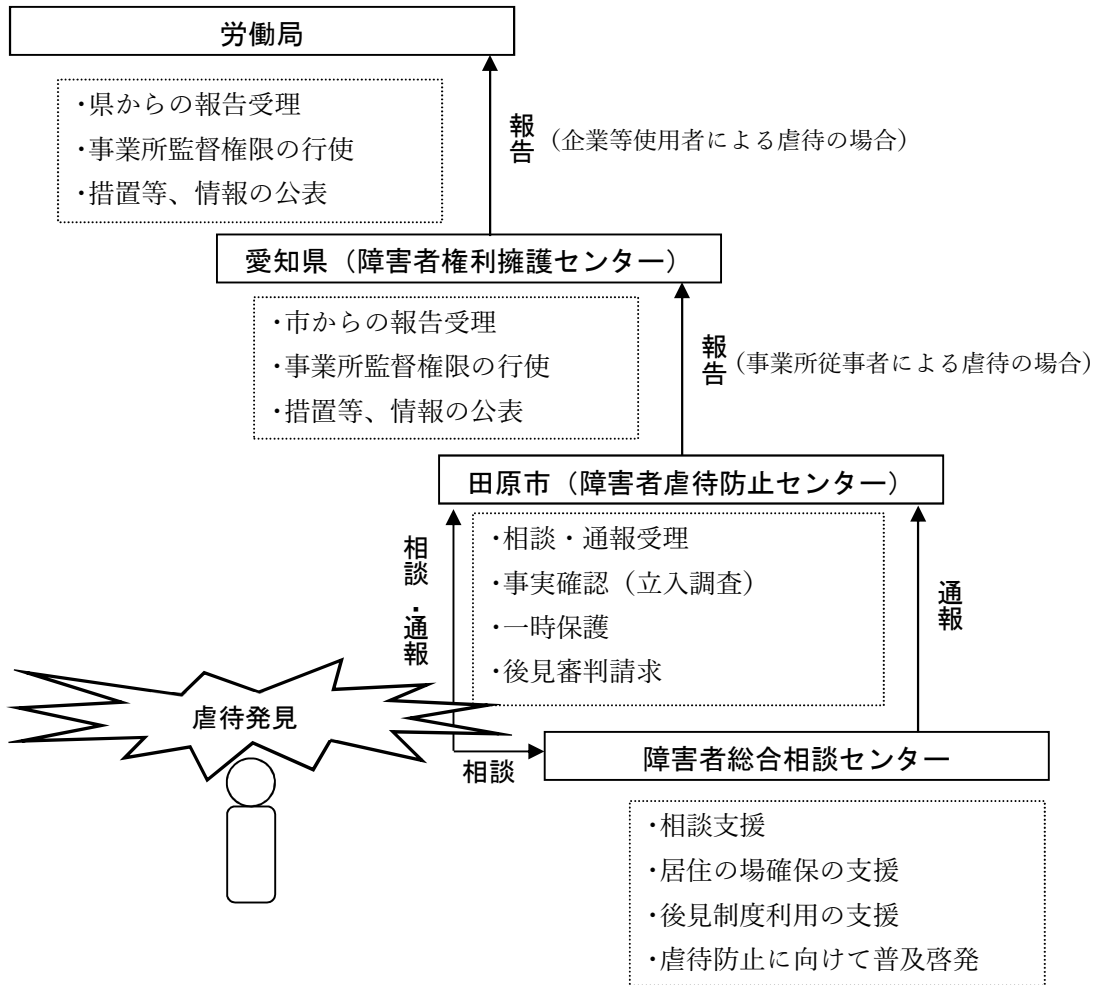 労働局
・県からの報告受理
・事業所監督権限の行使
・措置等、情報の公表
報告
(企業等使用者による虐待の場合)
愛知県（障害者権利擁護センター）
・市からの報告受理
・事業所監督権限の行使
・措置等、情報の公表
報告
(事業所従事者による虐待の場合)
田原市（障害者虐待防止センター）
・相談・通報受理
・事実確認（立入調査）
・一時保護
・後見審判請求
相談・通報
通報
虐待発見
相談
障害者総合相談センター
・相談支援
・居住の場確保の支援
・後見制度利用の支援
・虐待防止に向けて普及啓発